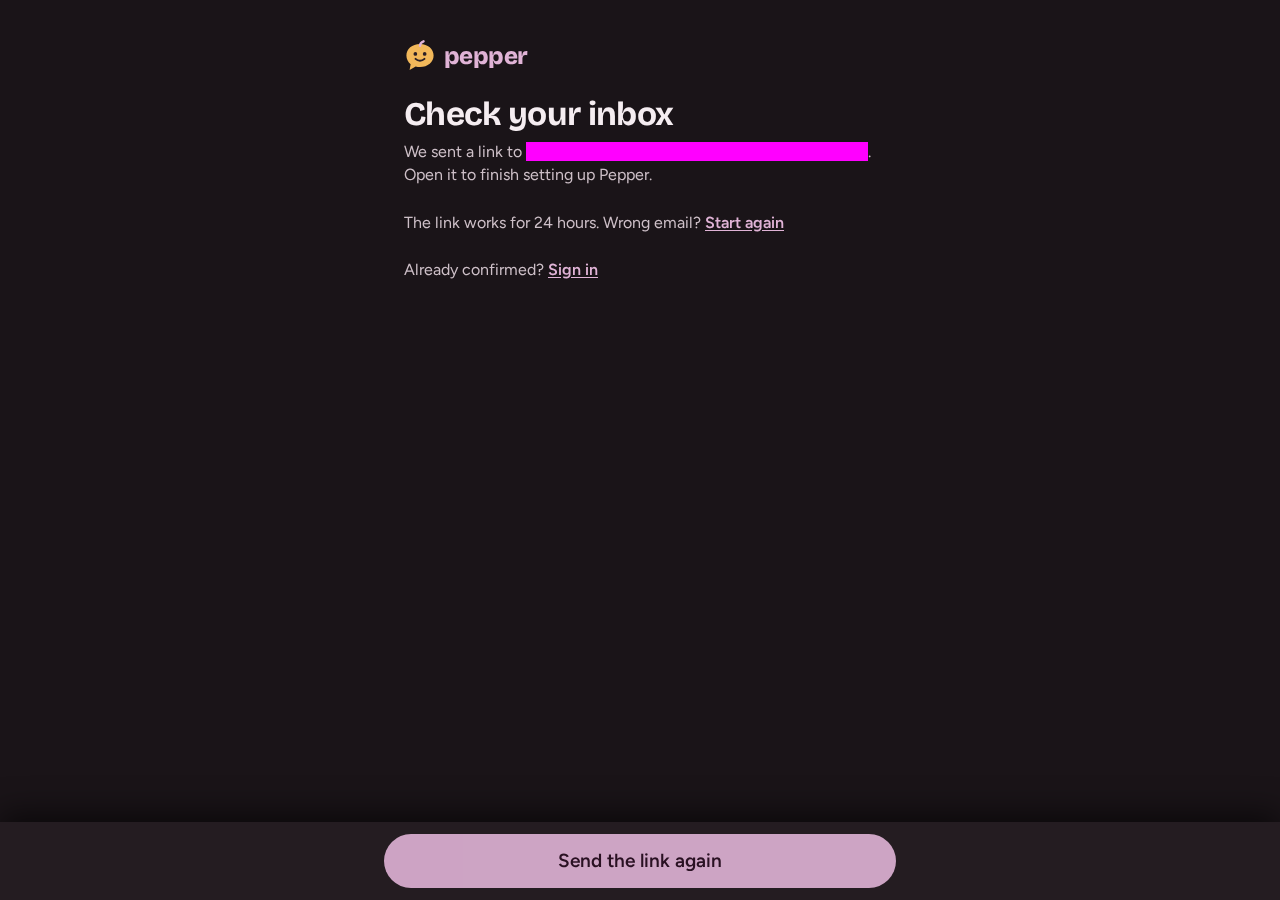 pepper
Check your inbox
We sent a link to .
Open it to finish setting up Pepper.
The link works for 24 hours. Wrong email? Start again
Already confirmed? Sign in
Send the link again